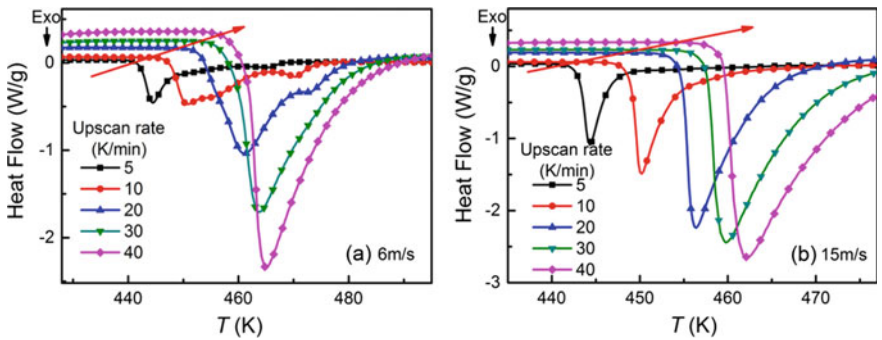 Exo
0
-1
-2
Heat Flow (W/g)
Upscan rate
(K/min)
5
10
20
30
40
(a) 6m/s
440
460
480
T (K)
Exo
0
-1
-2
-3
Heat Flow (W/g)
Upscan rate
(K/min)
5
10
20
30
40
(b) 15m/s
440
450
460
470
T (K)